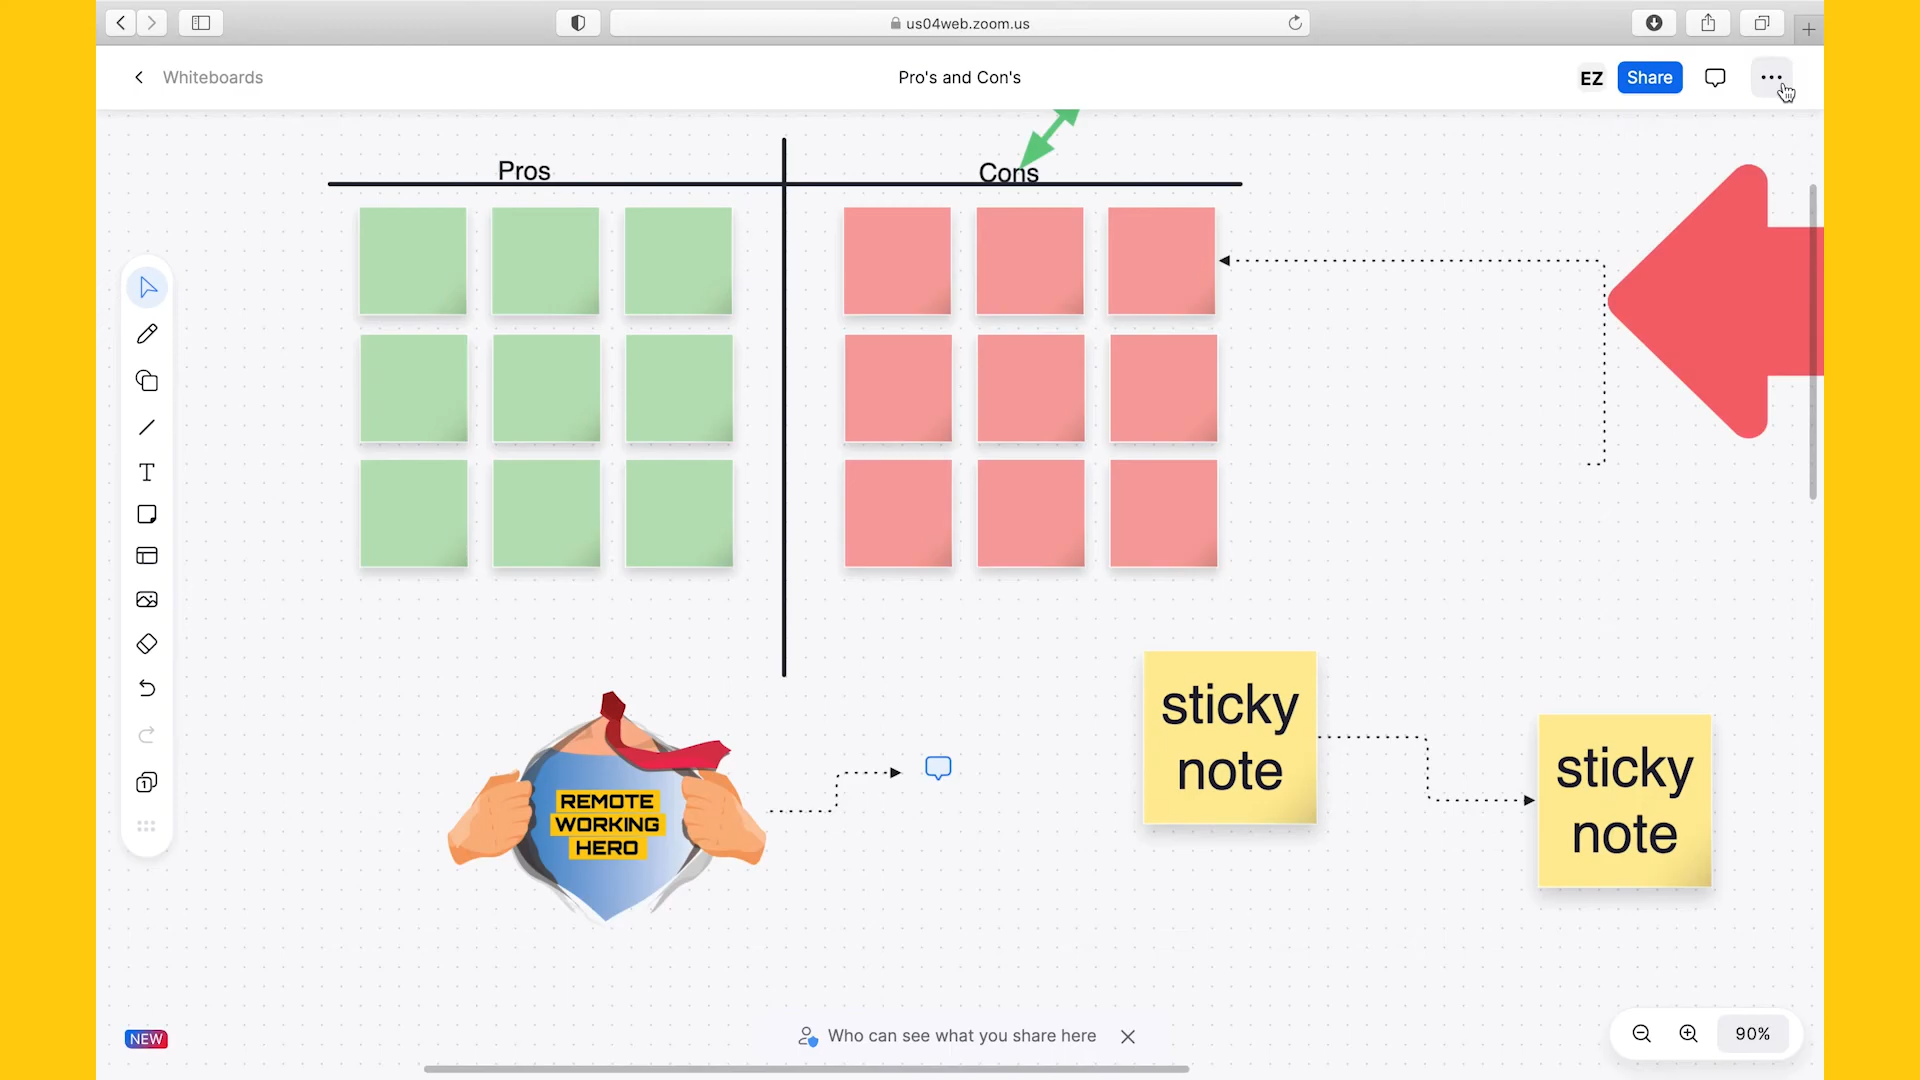 us04web.zoom.us
Whiteboards
Pro's and Con's
EZ
Share
Pros
Cons
sticky
note
sticky
note
REMOTE
WORKING
HERO
1
NEW
Who can see what you share here
90%